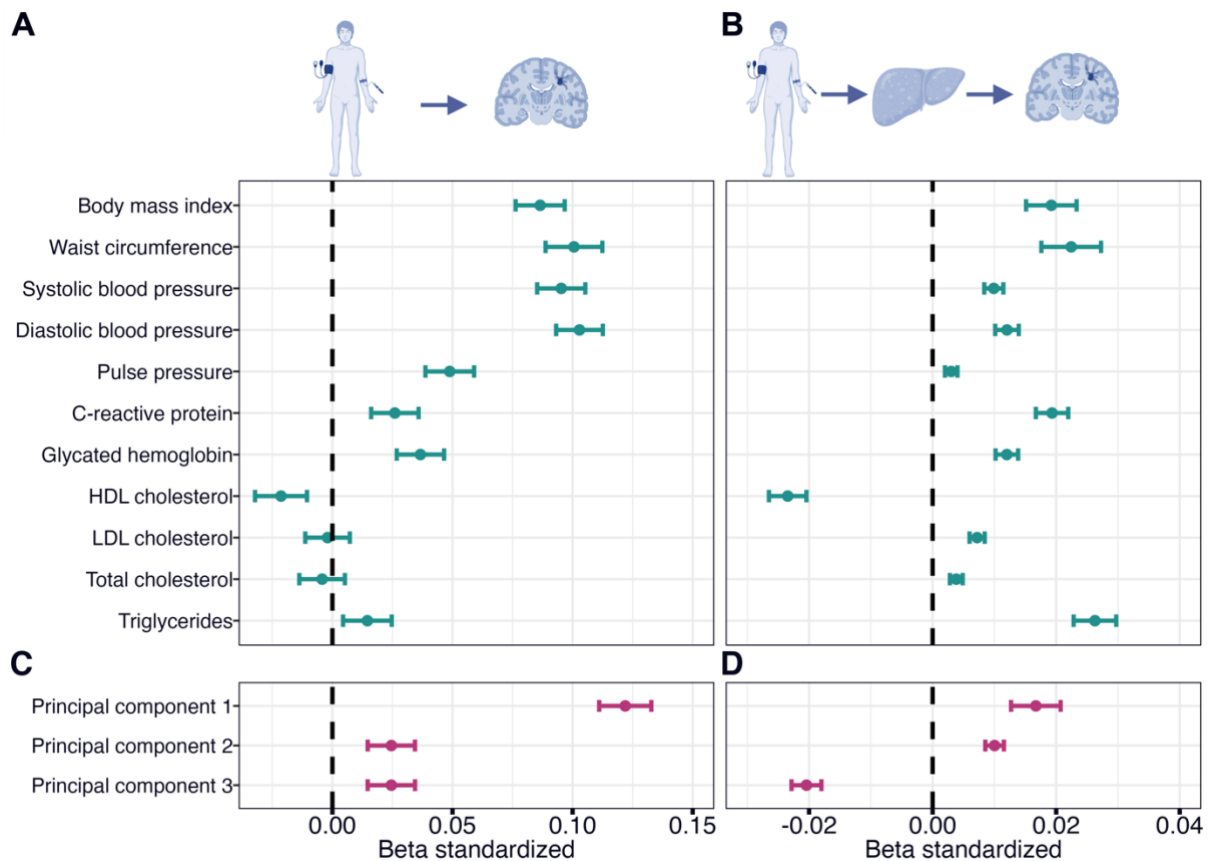 A
B
Body mass index
Waist circumference
Systolic blood pressure
Diastolic blood pressure
Pulse pressure
C-reactive protein
Glycated hemoglobin
HDL cholesterol
LDL cholesterol
Total cholesterol
Triglycerides
C
D
Principal component 1
Principal component 2
Principal component 3
0.00 0.05 0.10 0.15
-0.02 0.00 0.02 0.04
Beta standardized
Beta standardized